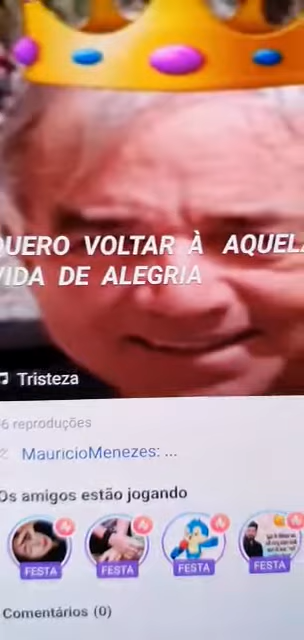 QUERO VOLTAR À AQUELA
VIDA DE ALEGRIA
Tristeza
6 reproduções
MauricioMenezes: ...
Os amigos estão jogando
FESTA FESTA FESTA FESTA
Comentários (0)